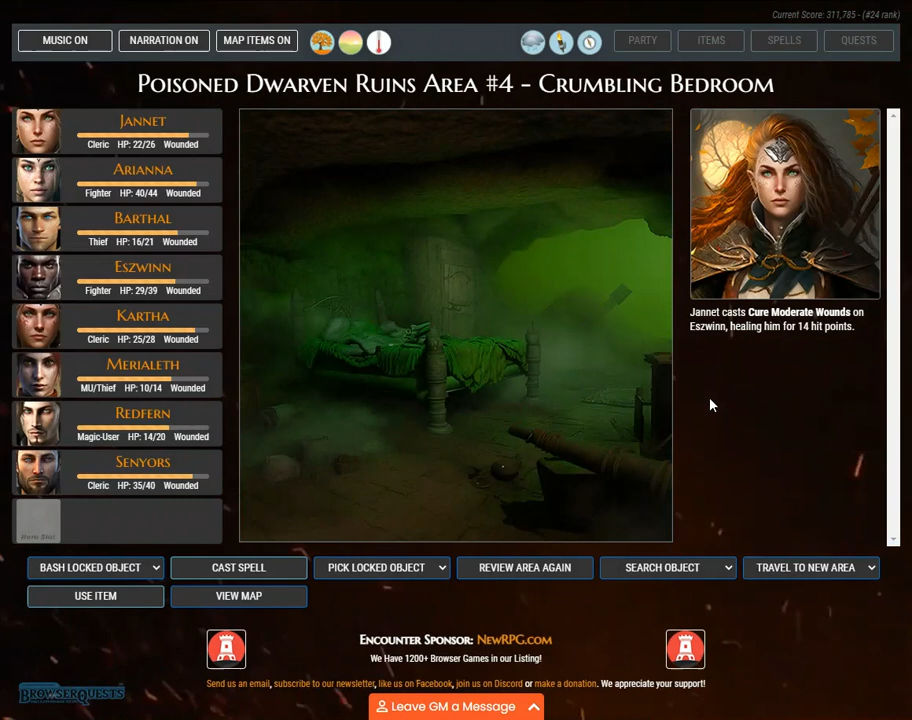 Current Score: 311,785 - (#24 rank)
MUSIC ON
NARRATION ON
MAP ITEMS ON
PARTY
ITEMS
SPELLS
QUESTS
Poisoned Dwarven Ruins Area #4 - Crumbling Bedroom
Jannet
Cleric HP: 22/26 Wounded
Arianna
Fighter HP: 40/44 Wounded
Barthal
Thief HP: 16/21 Wounded
Eszwinn
Fighter HP: 29/39 Wounded
Kartha
Cleric HP: 25/28 Wounded
Merialeth
MU/Thief HP: 10/14 Wounded
Redfern
Magic-User HP: 14/20 Wounded
Senyors
Cleric HP: 35/40 Wounded
Jannet casts Cure Moderate Wounds on
Eszwinn, healing him for 14 hit points.
BASH LOCKED OBJECT
CAST SPELL
PICK LOCKED OBJECT
REVIEW AREA AGAIN
SEARCH OBJECT
TRAVEL TO NEW AREA
USE ITEM
VIEW MAP
Encounter Sponsor: NewRPG.com
We Have 1200+ Browser Games in our Listing!
Send us an email, subscribe to our newsletter, like us on Facebook, join us on Discord or make a donation. We appreciate your support!
BrowserQuests
Leave GM a Message